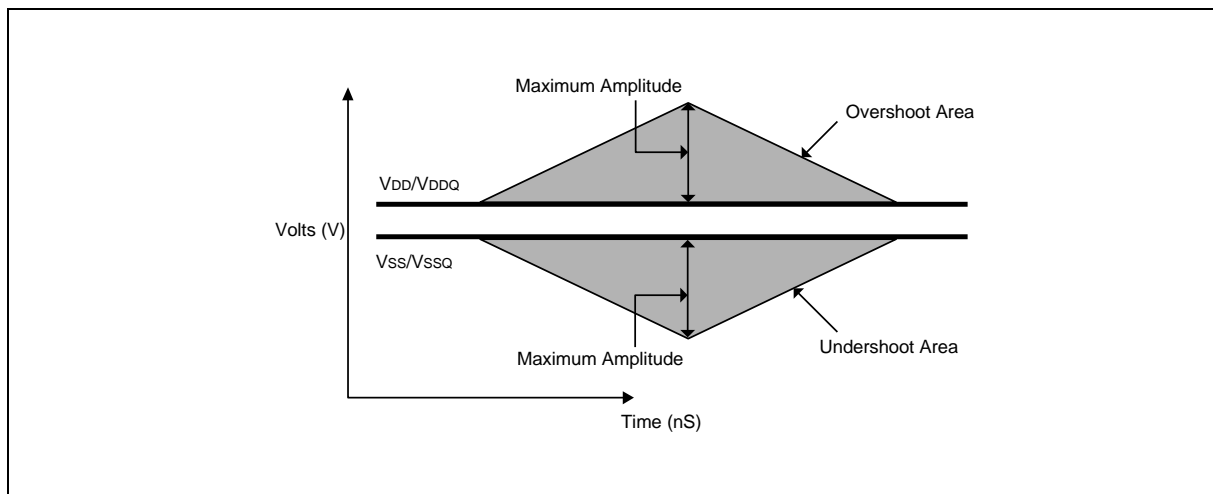 Maximum Amplitude
Overshoot Area
VDD/VDDQ
Volts (V)
VSS/VSSQ
Maximum Amplitude
Undershoot Area
Time (nS)